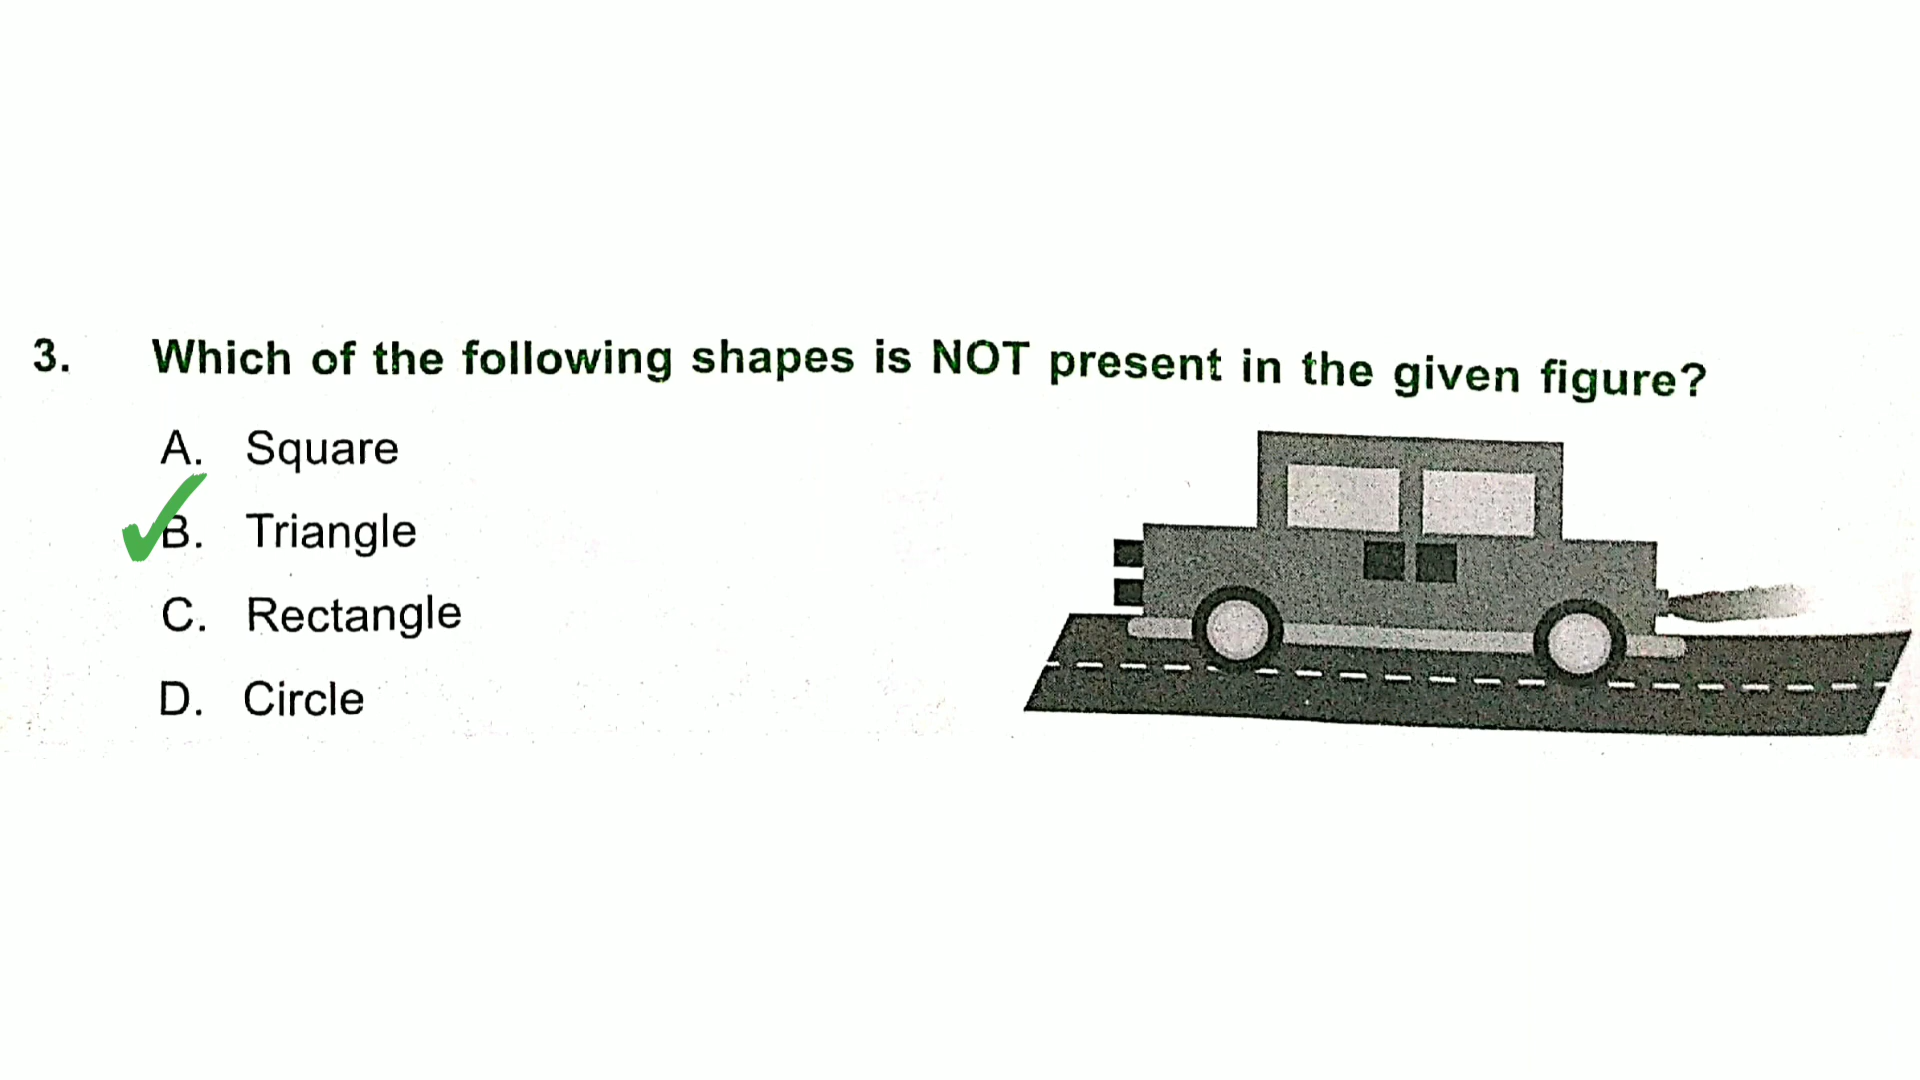 3. Which of the following shapes is NOT present in the given figure?
A. Square
B. Triangle
C. Rectangle
D. Circle